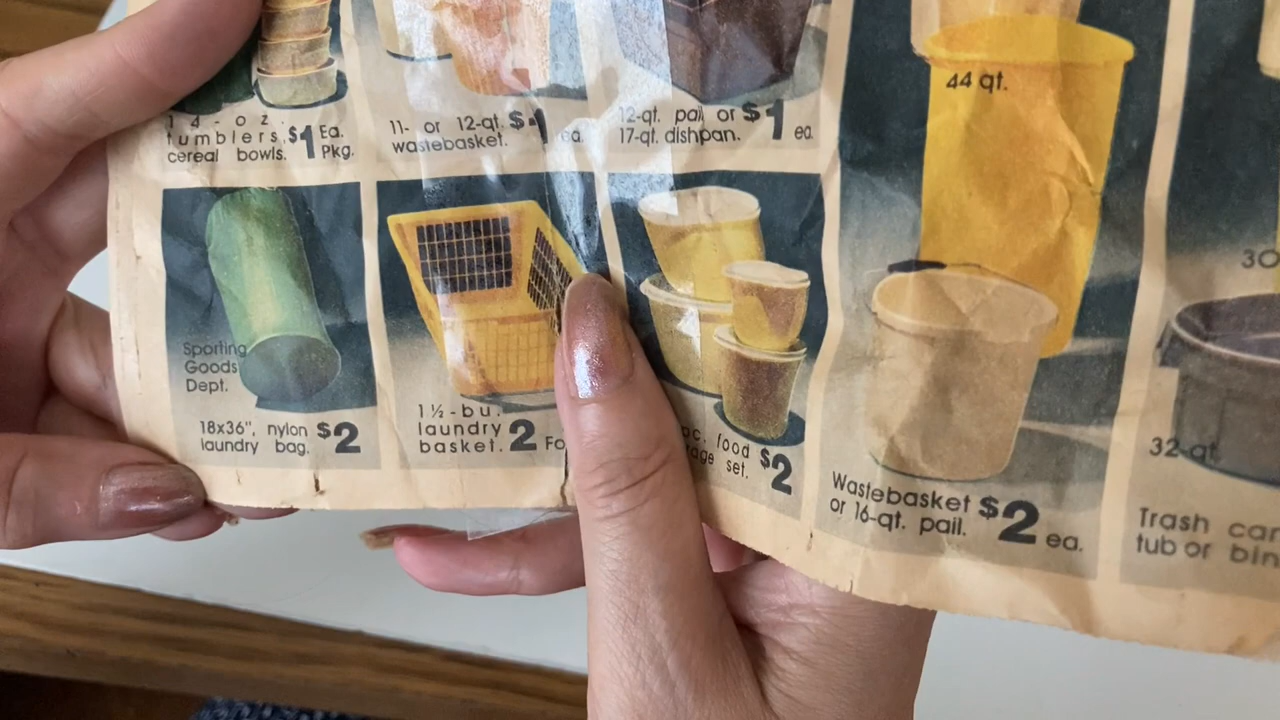 14-oz.
tumblers,
cereal bowls. $1 Ea. Pkg.
11- or 12-qt.
wastebasket. $1 ea.
12-qt. pail or
17-qt. dishpan. $1 ea.
44 qt.
Sporting
Goods
Dept.
18x36", nylon
laundry bag. $2
1½-bu.
laundry
basket. 2 Fo
food
set. $2
Wastebasket
or 16-qt. pail. $2 ea.
30
32-qt.
Trash can
tub or bin